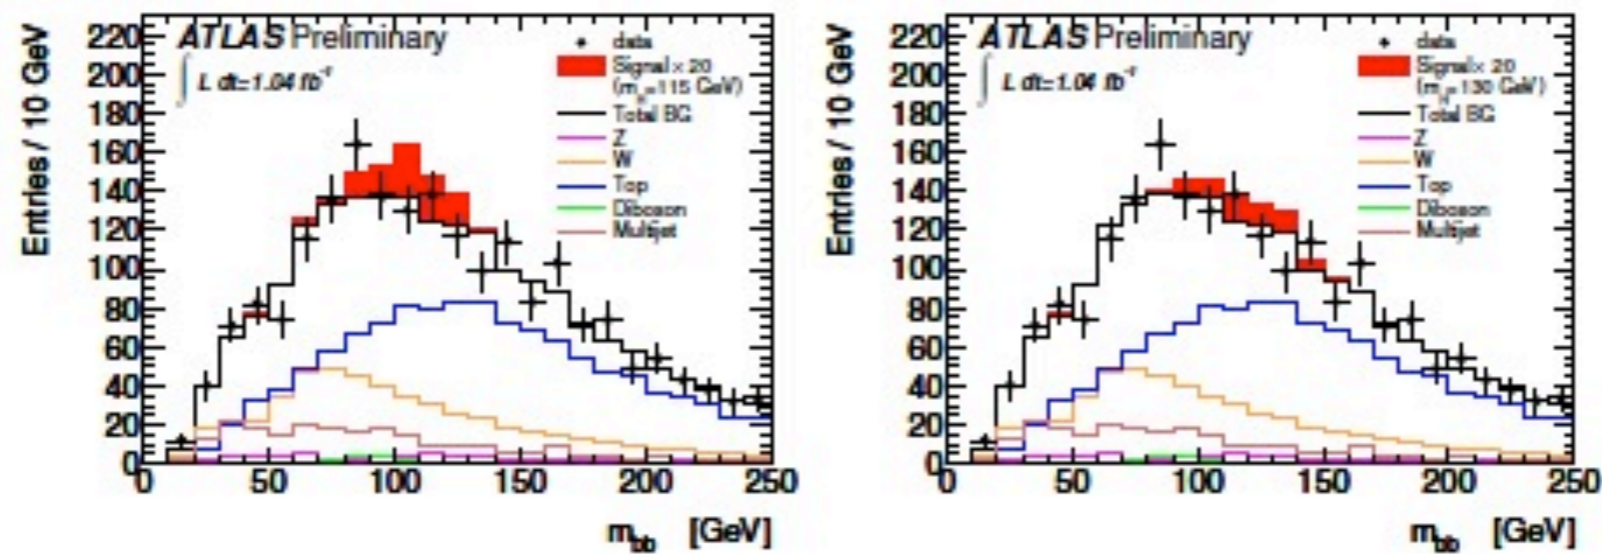 ATLAS Preliminary
∫ L dt=1.04 fb⁻¹
data
Signal × 20
(m_H=115 GeV)
Total BG
Z
W
Top
Diboson
Multijet
Entries / 10 GeV
220
200
180
160
140
120
100
80
60
40
20
0
0 50 100 150 200 250
m_bb [GeV]
ATLAS Preliminary
∫ L dt=1.04 fb⁻¹
data
Signal × 20
(m_H=130 GeV)
Total BG
Z
W
Top
Diboson
Multijet
Entries / 10 GeV
220
200
180
160
140
120
100
80
60
40
20
0
0 50 100 150 200 250
m_bb [GeV]